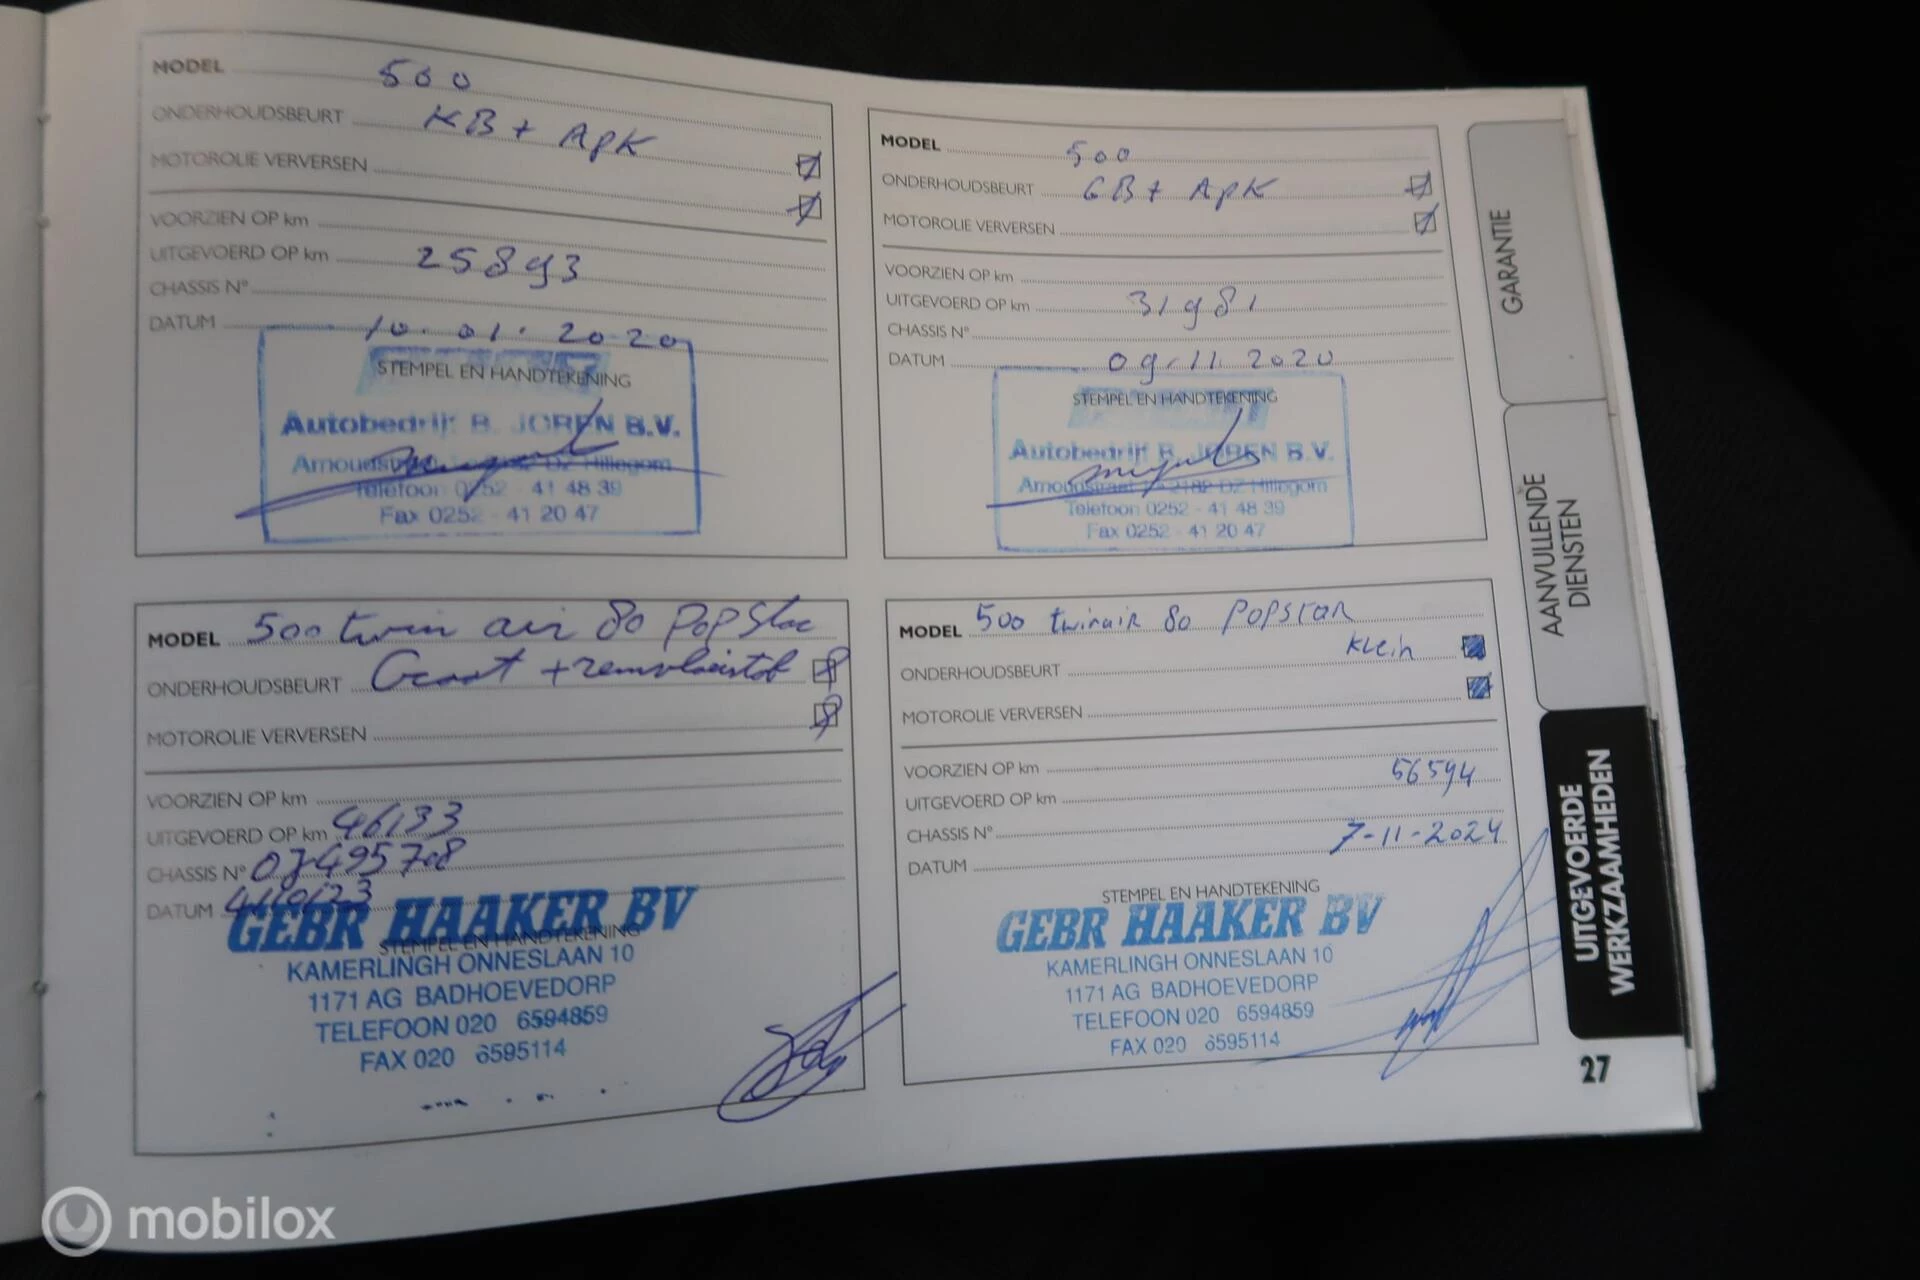 MODEL 500
ONDERHOUDSBEURT KB + APK
MOTOROLIE VERVERSEN
VOORZIEN OP km
UITGEVOERD OP km 25893
CHASSIS N°
DATUM 10.01.2020
STEMPEL EN HANDTEKENING
Autobedrijf B. JOREN B.V.
Arnoudstraat DZ Hillegom
Telefoon 0252 - 41 48 39
Fax 0252 - 41 20 47
MODEL 500
ONDERHOUDSBEURT GB + APK
MOTOROLIE VERVERSEN
VOORZIEN OP km
UITGEVOERD OP km 31981
CHASSIS N°
DATUM 09.11.2020
STEMPEL EN HANDTEKENING
Autobedrijf B. JOREN B.V.
Arnoudstraat 2182 DZ Hillegom
Telefoon 0252 - 41 48 39
Fax 0252 - 41 20 47
MODEL 500 twin air 80 Popstar
ONDERHOUDSBEURT Groot + remvloeistof
MOTOROLIE VERVERSEN
VOORZIEN OP km
UITGEVOERD OP km 46133
CHASSIS N° 0J495708
DATUM
GEBR HAAKER BV
STEMPEL EN HANDTEKENING
KAMERLINGH ONNESLAAN 10
1171 AG BADHOEVEDORP
TELEFOON 020 6594859
FAX 020 6595114
MODEL 500 twinair 80 POPSTAR
Klein
ONDERHOUDSBEURT
MOTOROLIE VERVERSEN
VOORZIEN OP km
56594
UITGEVOERD OP km
CHASSIS N°
7-11-2024
DATUM
STEMPEL EN HANDTEKENING
GEBR HAAKER BV
KAMERLINGH ONNESLAAN 10
1171 AG BADHOEVEDORP
TELEFOON 020 6594859
FAX 020 6595114
GARANTIE
AANVULLENDE
DIENSTEN
UITGEVOERDE
WERKZAAMHEDEN
27
mobilox